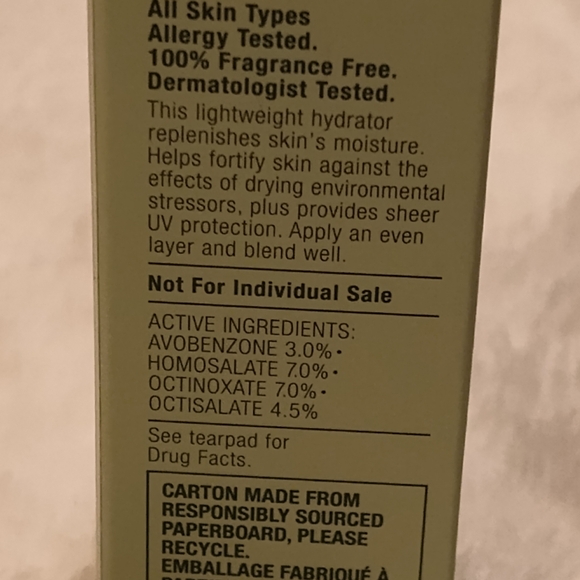 All Skin Types
Allergy Tested.
100% Fragrance Free.
Dermatologist Tested.
This lightweight hydrator
replenishes skin's moisture.
Helps fortify skin against the
effects of drying environmental
stressors, plus provides sheer
UV protection. Apply an even
layer and blend well.
Not For Individual Sale
ACTIVE INGREDIENTS:
AVOBENZONE 3.0% •
HOMOSALATE 7.0% •
OCTINOXATE 7.0% •
OCTISALATE 4.5%
See tearpad for
Drug Facts.
CARTON MADE FROM
RESPONSIBLY SOURCED
PAPERBOARD, PLEASE
RECYCLE.
EMBALLAGE FABRIQUÉ À